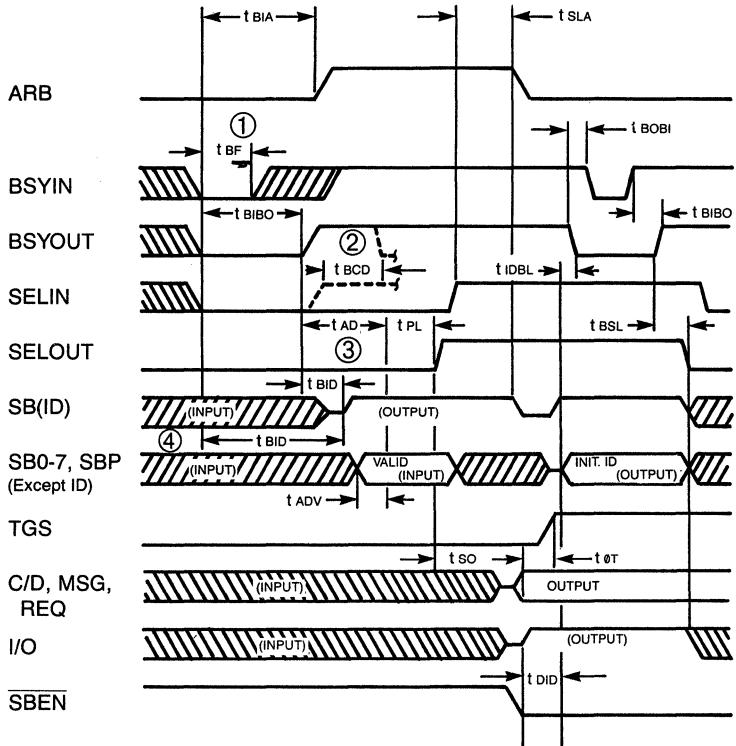 t BIA
t SLA
ARB
①
t BOBI
t BF
BSYIN
t BIBO
t BIBO
BSYOUT
②
t BCD
t IDBL
SELIN
t AD
t PL
t BSL
SELOUT
③
t BID
SB(ID)
(INPUT)
(OUTPUT)
④
t BID
SB0-7, SBP
(Except ID)
(INPUT)
VALID
(INPUT)
INIT. ID
(OUTPUT)
t ADV
TGS
t SO
t ØT
C/D, MSG,
REQ
(INPUT)
OUTPUT
I/O
(INPUT)
(OUTPUT)
t DID
SBEN